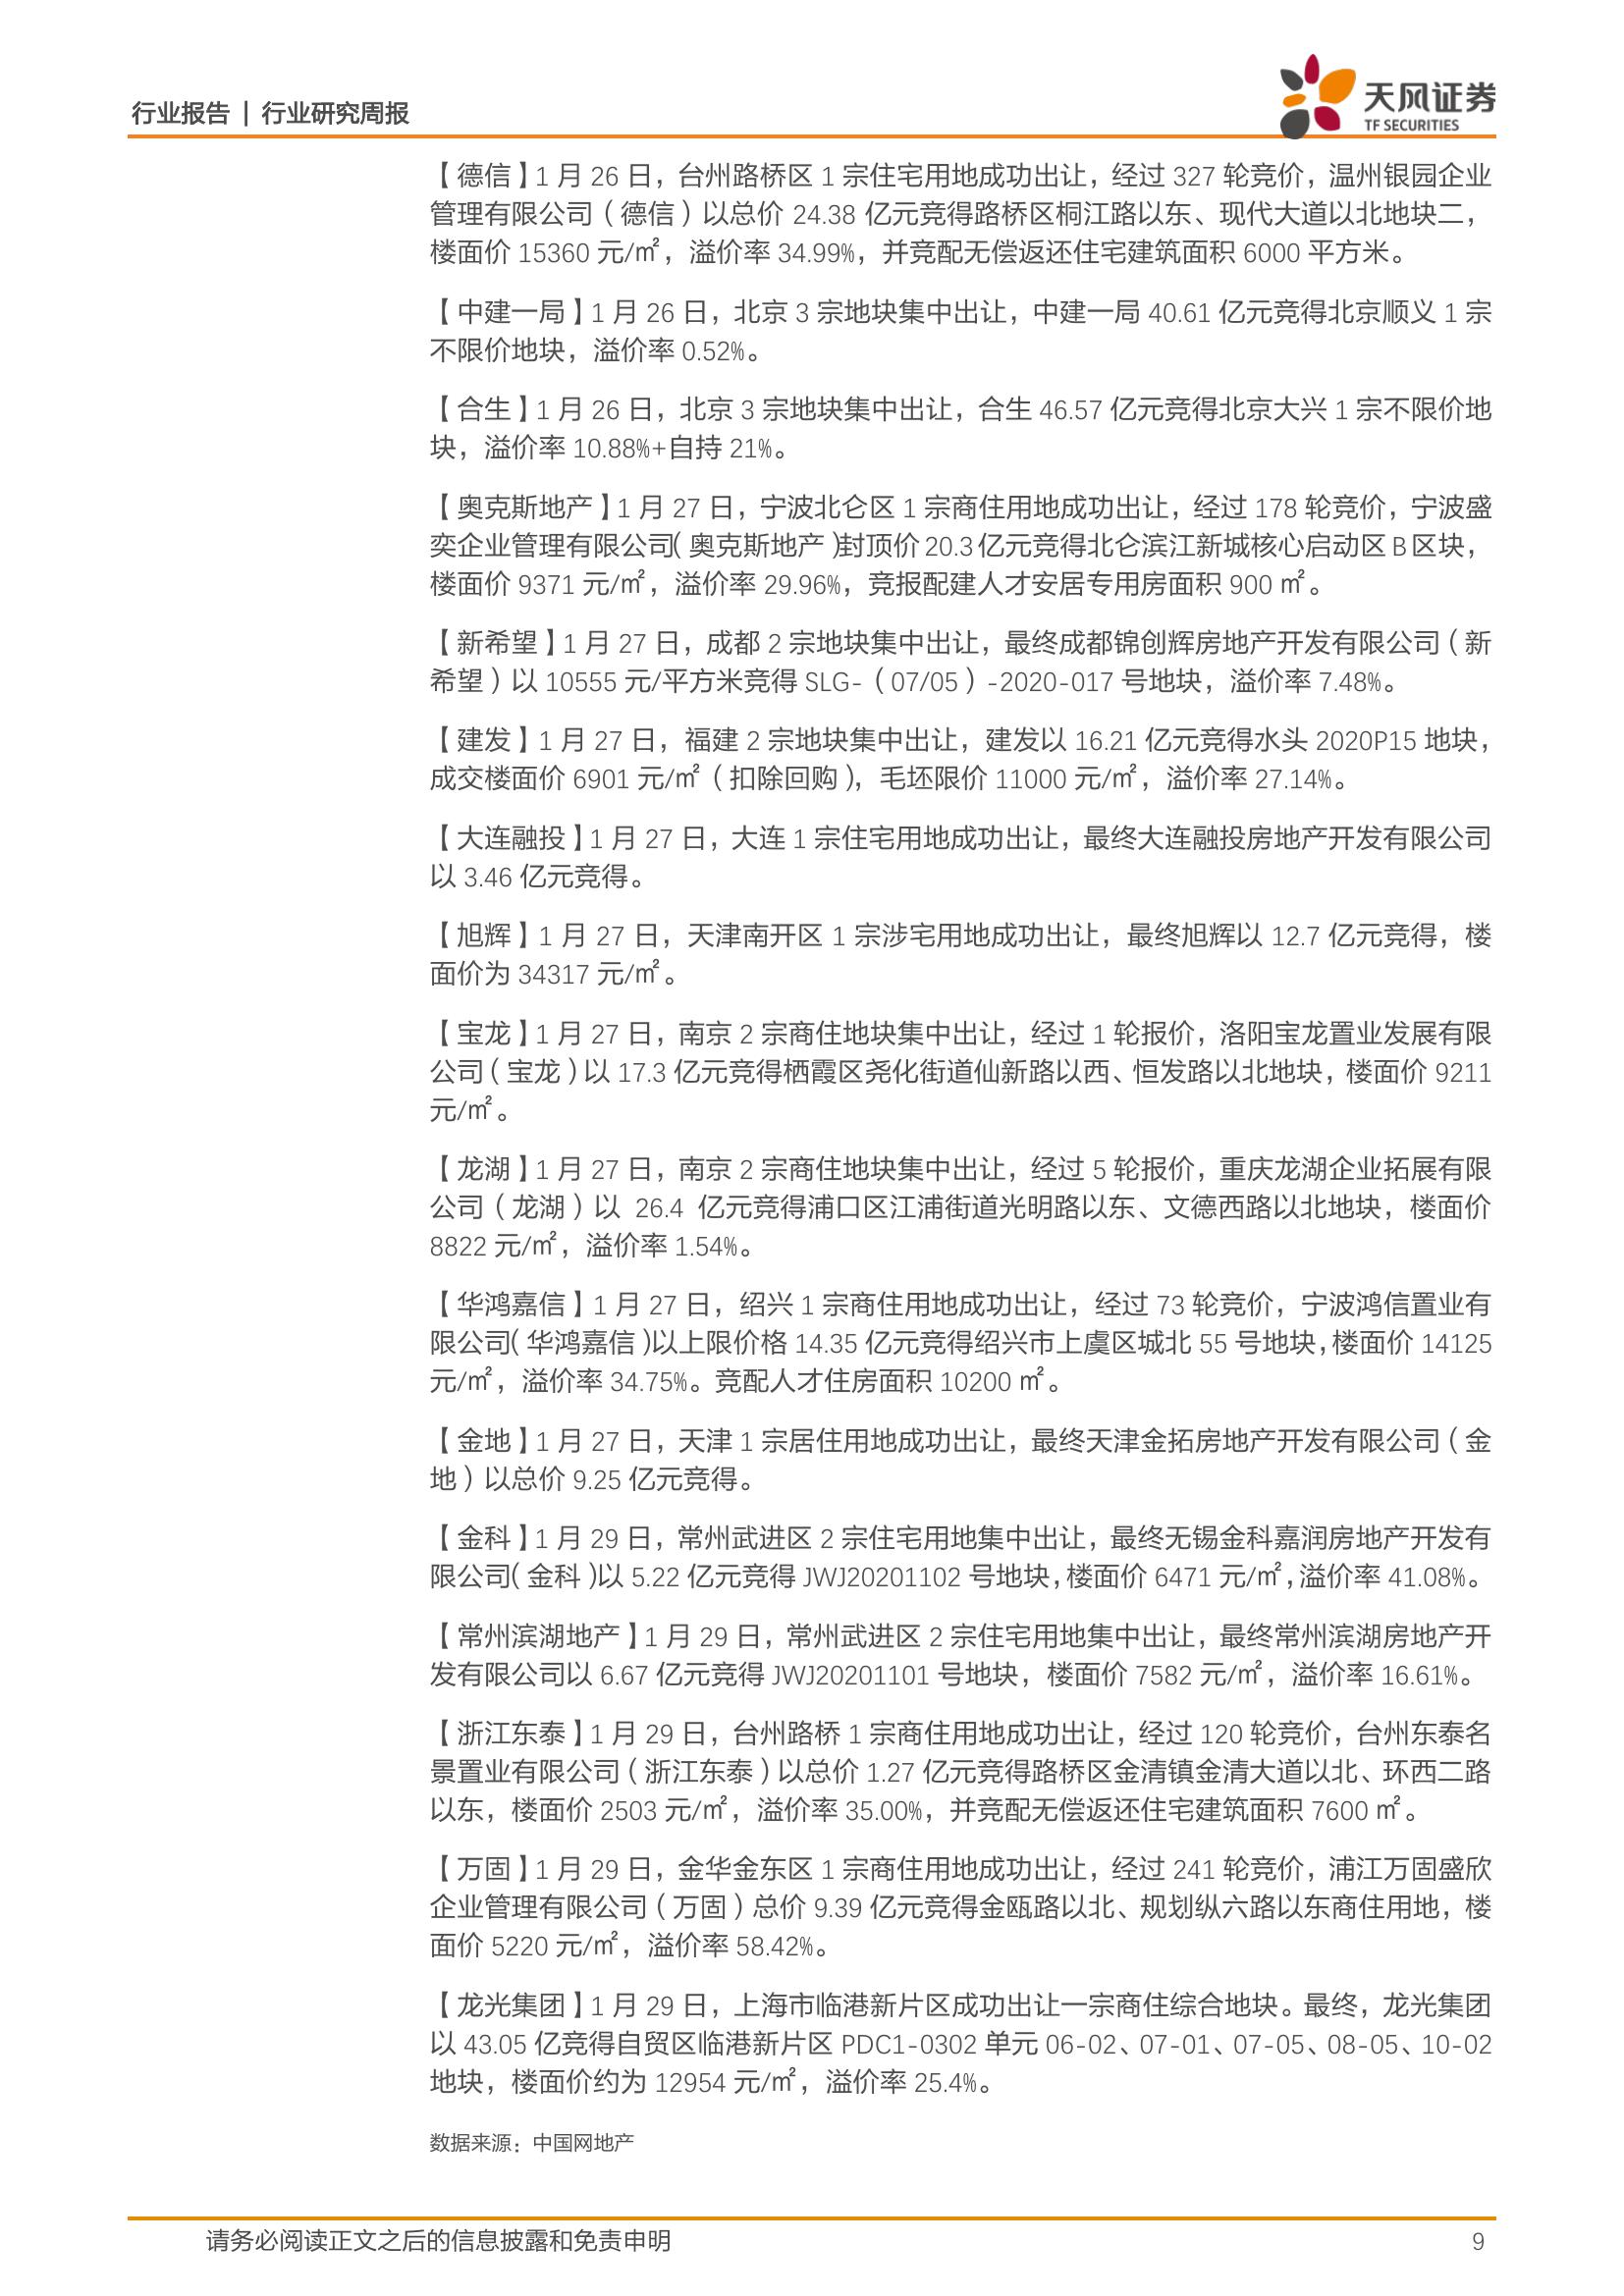 行业报告 | 行业研究周报
天风证券
TF SECURITIES
【德信】1 月 26 日，台州路桥区 1 宗住宅用地成功出让，经过 327 轮竞价，温州银园企业
管理有限公司（德信）以总价 24.38 亿元竞得路桥区桐江路以东、现代大道以北地块二，
楼面价 15360 元/㎡，溢价率 34.99%，并竞配无偿返还住宅建筑面积 6000 平方米。
【中建一局】1 月 26 日，北京 3 宗地块集中出让，中建一局 40.61 亿元竞得北京顺义 1 宗
不限价地块，溢价率 0.52%。
【合生】1 月 26 日，北京 3 宗地块集中出让，合生 46.57 亿元竞得北京大兴 1 宗不限价地
块，溢价率 10.88%+自持 21%。
【奥克斯地产】1 月 27 日，宁波北仑区 1 宗商住用地成功出让，经过 178 轮竞价，宁波盛
奕企业管理有限公司（奥克斯地产）封顶价 20.3 亿元竞得北仑滨江新城核心启动区 B 区块，
楼面价 9371 元/㎡，溢价率 29.96%，竞报配建人才安居专用房面积 900 ㎡。
【新希望】1 月 27 日，成都 2 宗地块集中出让，最终成都锦创辉房地产开发有限公司（新
希望）以 10555 元/平方米竞得 SLG-（07/05）-2020-017 号地块，溢价率 7.48%。
【建发】1 月 27 日，福建 2 宗地块集中出让，建发以 16.21 亿元竞得水头 2020P15 地块，
成交楼面价 6901 元/㎡（扣除回购），毛坯限价 11000 元/㎡，溢价率 27.14%。
【大连融投】1 月 27 日，大连 1 宗住宅用地成功出让，最终大连融投房地产开发有限公司
以 3.46 亿元竞得。
【旭辉】1 月 27 日，天津南开区 1 宗涉宅用地成功出让，最终旭辉以 12.7 亿元竞得，楼
面价为 34317 元/㎡。
【宝龙】1 月 27 日，南京 2 宗商住地块集中出让，经过 1 轮报价，洛阳宝龙置业发展有限
公司（宝龙）以 17.3 亿元竞得栖霞区尧化街道仙新路以西、恒发路以北地块，楼面价 9211
元/㎡。
【龙湖】1 月 27 日，南京 2 宗商住地块集中出让，经过 5 轮报价，重庆龙湖企业拓展有限
公司（龙湖）以 26.4 亿元竞得浦口区江浦街道光明路以东、文德西路以北地块，楼面价
8822 元/㎡，溢价率 1.54%。
【华鸿嘉信】1 月 27 日，绍兴 1 宗商住用地成功出让，经过 73 轮竞价，宁波鸿信置业有
限公司（华鸿嘉信）以上限价格 14.35 亿元竞得绍兴市上虞区城北 55 号地块，楼面价 14125
元/㎡，溢价率 34.75%。竞配人才住房面积 10200 ㎡。
【金地】1 月 27 日，天津 1 宗居住用地成功出让，最终天津金拓房地产开发有限公司（金
地）以总价 9.25 亿元竞得。
【金科】1 月 29 日，常州武进区 2 宗住宅用地集中出让，最终无锡金科嘉润房地产开发有
限公司（金科）以 5.22 亿元竞得 JWJ20201102 号地块，楼面价 6471 元/㎡，溢价率 41.08%。
【常州滨湖地产】1 月 29 日，常州武进区 2 宗住宅用地集中出让，最终常州滨湖房地产开
发有限公司以 6.67 亿元竞得 JWJ20201101 号地块，楼面价 7582 元/㎡，溢价率 16.61%。
【浙江东泰】1 月 29 日，台州路桥 1 宗商住用地成功出让，经过 120 轮竞价，台州东泰名
景置业有限公司（浙江东泰）以总价 1.27 亿元竞得路桥区金清镇金清大道以北、环西二路
以东，楼面价 2503 元/㎡，溢价率 35.00%，并竞配无偿返还住宅建筑面积 7600 ㎡。
【万固】1 月 29 日，金华金东区 1 宗商住用地成功出让，经过 241 轮竞价，浦江万固盛欣
企业管理有限公司（万固）总价 9.39 亿元竞得金瓯路以北、规划纵六路以东商住用地，楼
面价 5220 元/㎡，溢价率 58.42%。
【龙光集团】1 月 29 日，上海市临港新片区成功出让一宗商住综合地块。最终，龙光集团
以 43.05 亿竞得自贸区临港新片区 PDC1-0302 单元 06-02、07-01、07-05、08-05、10-02
地块，楼面价约为 12954 元/㎡，溢价率 25.4%。
数据来源：中国网地产
请务必阅读正文之后的信息披露和免责申明
9